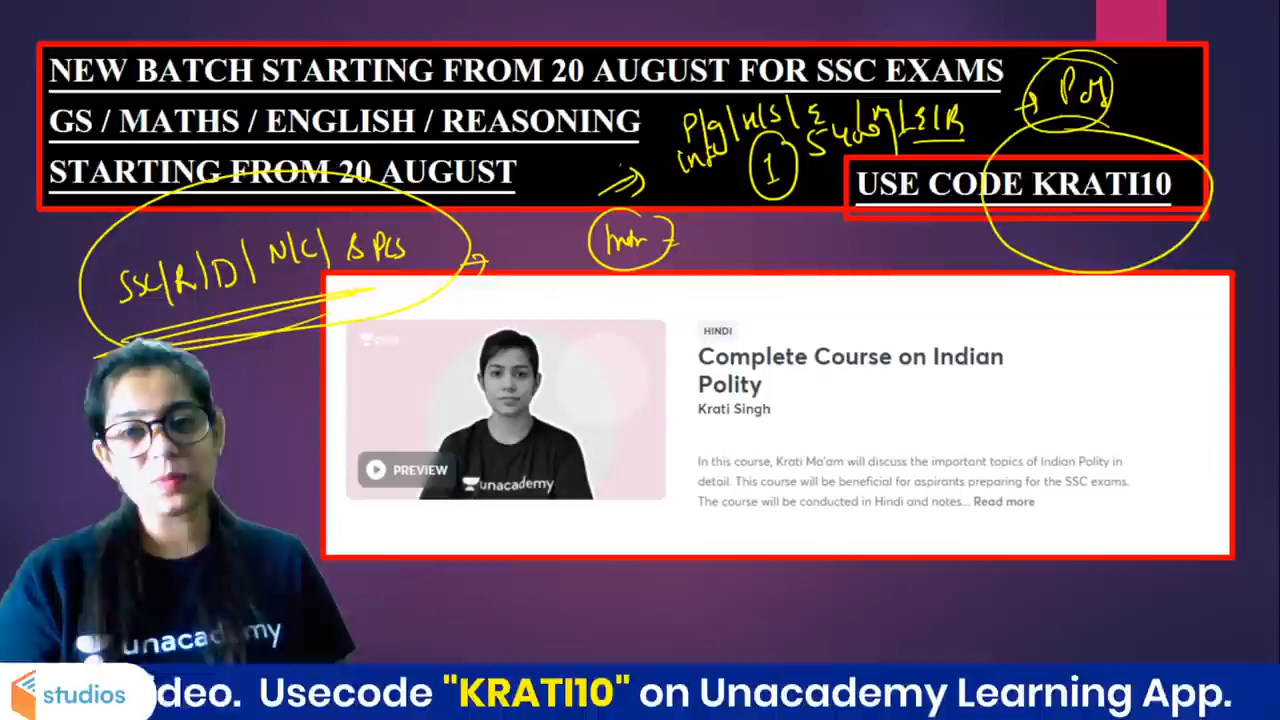 NEW BATCH STARTING FROM 20 AUGUST FOR SSC EXAMS
GS / MATHS / ENGLISH / REASONING
STARTING FROM 20 AUGUST
USE CODE KRATI10
1
SSC/R/D/ N/C/
HINDI
Complete Course on Indian
Polity
Krati Singh
In this course, Krati Ma'am will discuss the important topics of Indian Polity in
detail. This course will be beneficial for aspirants preparing for the SSC exams.
The course will be conducted in Hindi and notes... Read more
PREVIEW
unacademy
unacademy
studios
ideo. Usecode "KRATI10" on Unacademy Learning App.